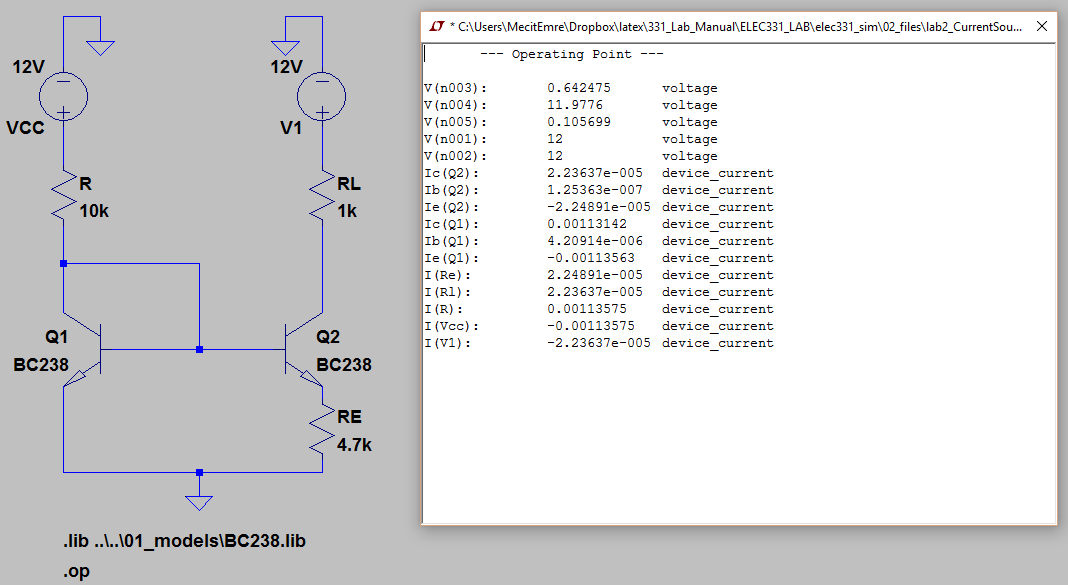 12V
VCC
R
10k
Q1
BC238
12V
V1
RL
1k
Q2
BC238
RE
4.7k
.lib ..\..\01_models\BC238.lib
.op
* C:\Users\MecitEmre\Dropbox\latex\331_Lab_Manual\ELEC331_LAB\elec331_sim\02_files\lab2_CurrentSou...
--- Operating Point ---
V(n003): 0.642475 voltage
V(n004): 11.9776 voltage
V(n005): 0.105699 voltage
V(n001): 12 voltage
V(n002): 12 voltage
Ic(Q2): 2.23637e-005 device_current
Ib(Q2): 1.25363e-007 device_current
Ie(Q2): -2.24891e-005 device_current
Ic(Q1): 0.00113142 device_current
Ib(Q1): 4.20914e-006 device_current
Ie(Q1): -0.00113563 device_current
I(Re): 2.24891e-005 device_current
I(Rl): 2.23637e-005 device_current
I(R): 0.00113575 device_current
I(Vcc): -0.00113575 device_current
I(V1): -2.23637e-005 device_current